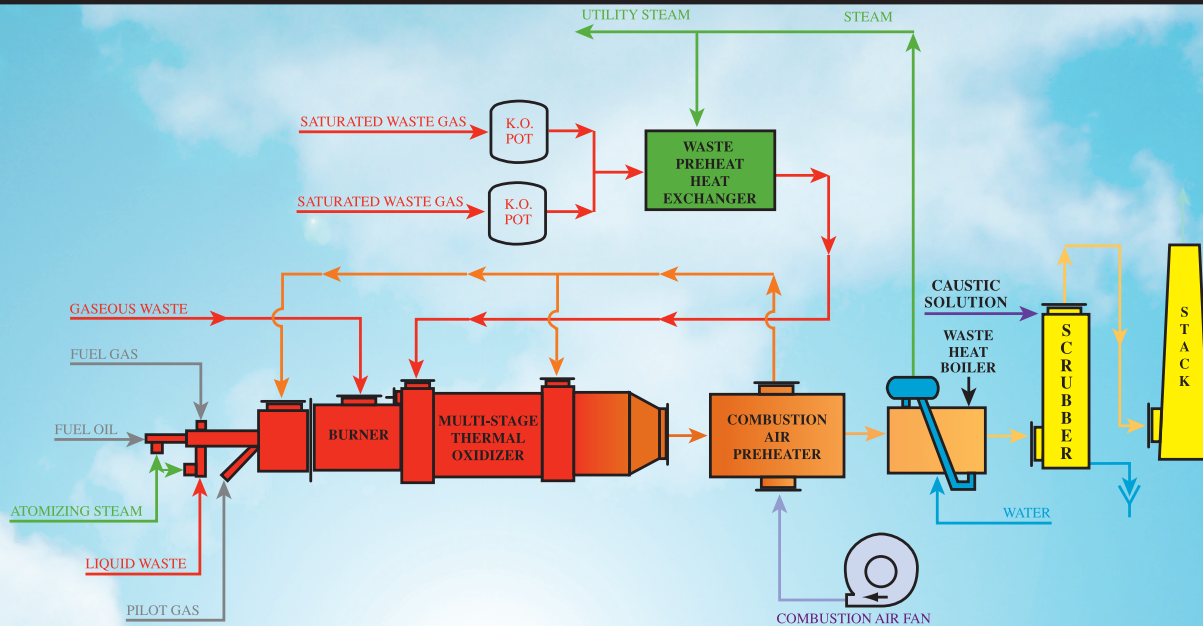 UTILITY STEAM
STEAM
SATURATED WASTE GAS
K.O.
POT
WASTE
PREHEAT
HEAT
EXCHANGER
SATURATED WASTE GAS
K.O.
POT
GASEOUS WASTE
CAUSTIC
SOLUTION
WASTE
HEAT
BOILER
SCRUBBER
STACK
FUEL GAS
FUEL OIL
BURNER
MULTI-STAGE
THERMAL
OXIDIZER
COMBUSTION
AIR
PREHEATER
ATOMIZING STEAM
WATER
LIQUID WASTE
PILOT GAS
COMBUSTION AIR FAN